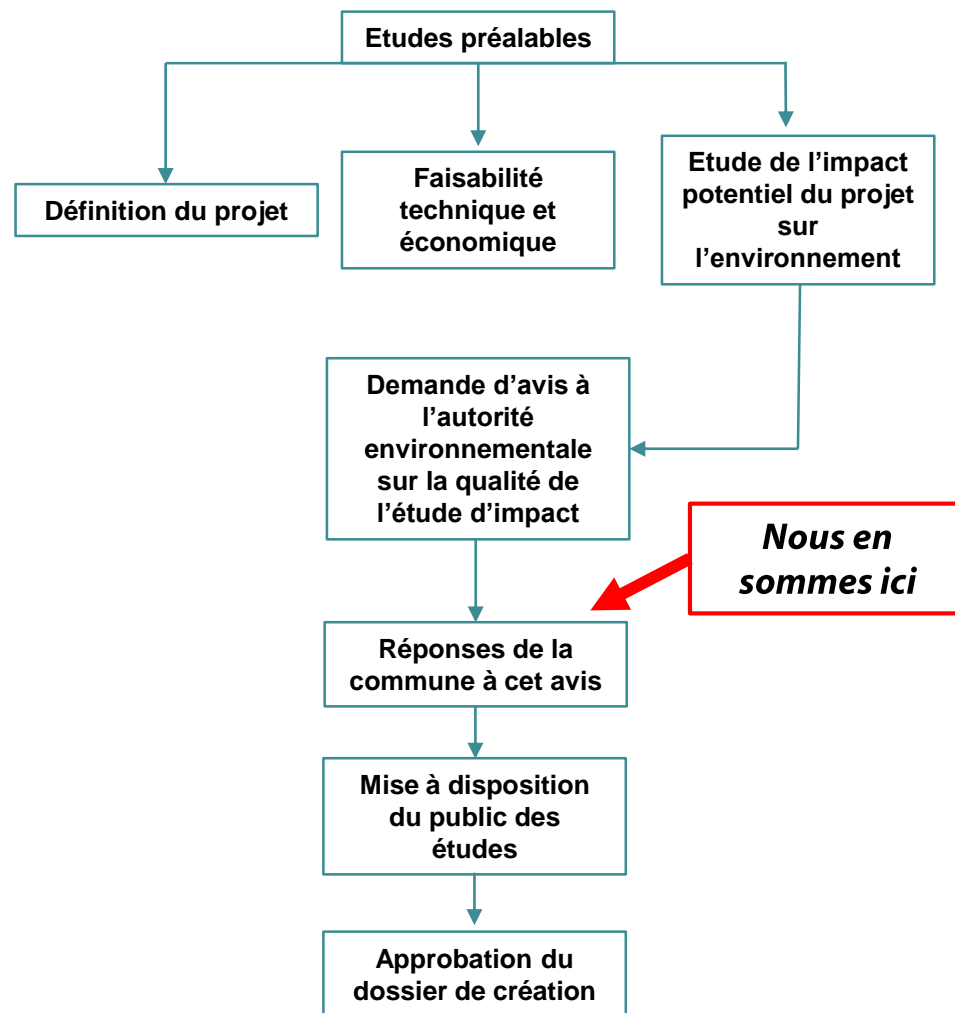 Etudes préalables
Définition du projet
Faisabilité
technique et
économique
Etude de l’impact
potentiel du projet
sur
l’environnement
Demande d’avis à
l’autorité
environnementale
sur la qualité de
l’étude d’impact
Nous en
sommes ici
Réponses de la
commune à cet avis
Mise à disposition
du public des
études
Approbation du
dossier de création